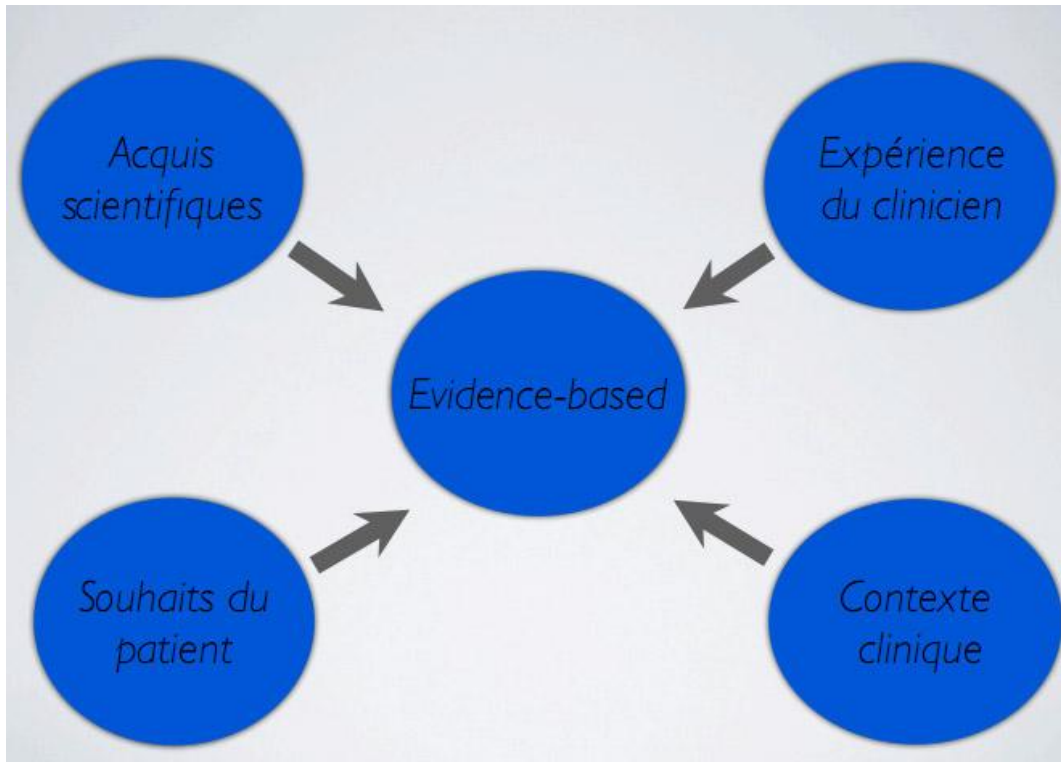 Acquis
scientifiques
Expérience
du clinicien
Evidence-based
Souhaits du
patient
Contexte
clinique